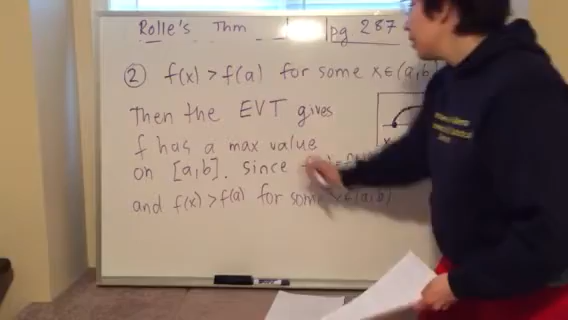 Rolle's Thm
pg 287
② f(x) > f(a) for some x∈(a,b)
Then the EVT gives
f has a max value
on [a,b]. Since
and f(x) > f(a) for some x∈(a,b)